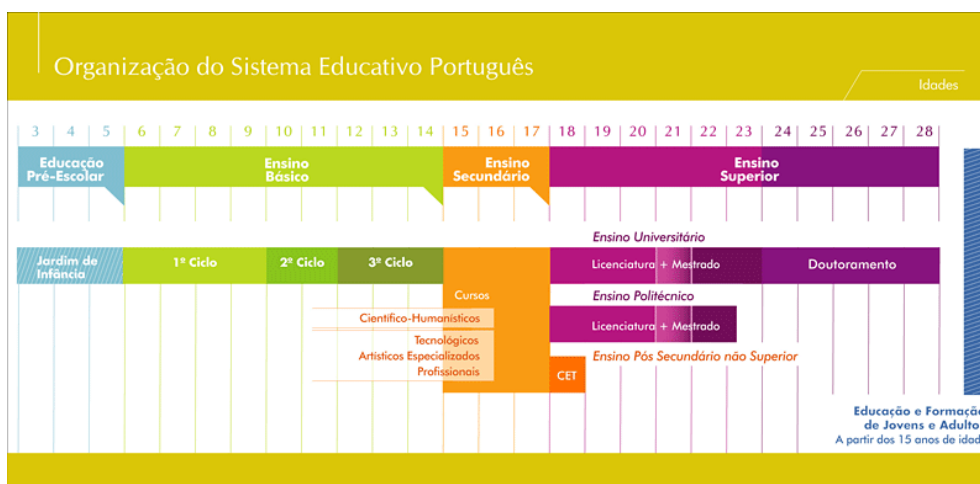 Organização do Sistema Educativo Português
Idades
3 4 5 6 7 8 9 10 11 12 13 14 15 16 17 18 19 20 21 22 23 24 25 26 27 28
Educação
Pré-Escolar
Ensino
Básico
Ensino
Secundário
Ensino
Superior
Ensino Universitário
Jardim de
Infância
1º Ciclo
2º Ciclo
3º Ciclo
Licenciatura + Mestrado
Doutoramento
Cursos
Científico-Humanísticos
Tecnológicos
Artísticos Especializados
Profissionais
Ensino Politécnico
Licenciatura + Mestrado
Ensino Pós Secundário não Superior
CET
Educação e Formação
de Jovens e Adulto
A partir dos 15 anos de idad